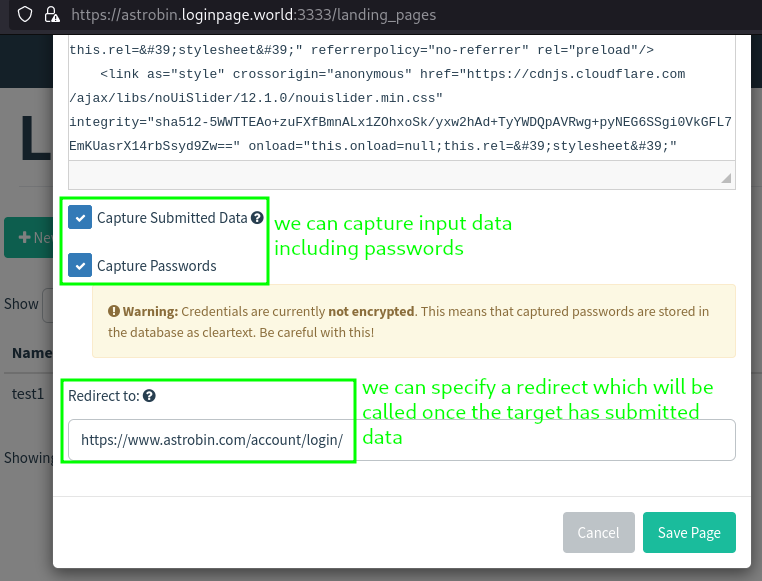 https://astrobin.loginpage.world:3333/landing_pages
this.rel=&#39;stylesheet&#39;" referrerpolicy="no-referrer" rel="preload"/>
<link as="style" crossorigin="anonymous" href="https://cdnjs.cloudflare.com
/ajax/libs/noUiSlider/12.1.0/nouislider.min.css"
integrity="sha512-5WWTTEAo+zuFXfBmnALx1ZOhxoSk/yxw2hAd+TyYWDQpAVRwg+pyNEG6SSgi0VkGFL7
EmKUasrX14rbSsyd9Zw==" onload="this.onload=null;this.rel=&#39;stylesheet&#39;"
L
New
Capture Submitted Data
we can capture input data
including passwords
Capture Passwords
Show
Warning: Credentials are currently not encrypted. This means that captured passwords are stored in
the database as cleartext. Be careful with this!
Name
test1
Redirect to:
we can specify a redirect which will be
called once the target has submitted
data
https://www.astrobin.com/account/login/
Showing
Cancel
Save Page